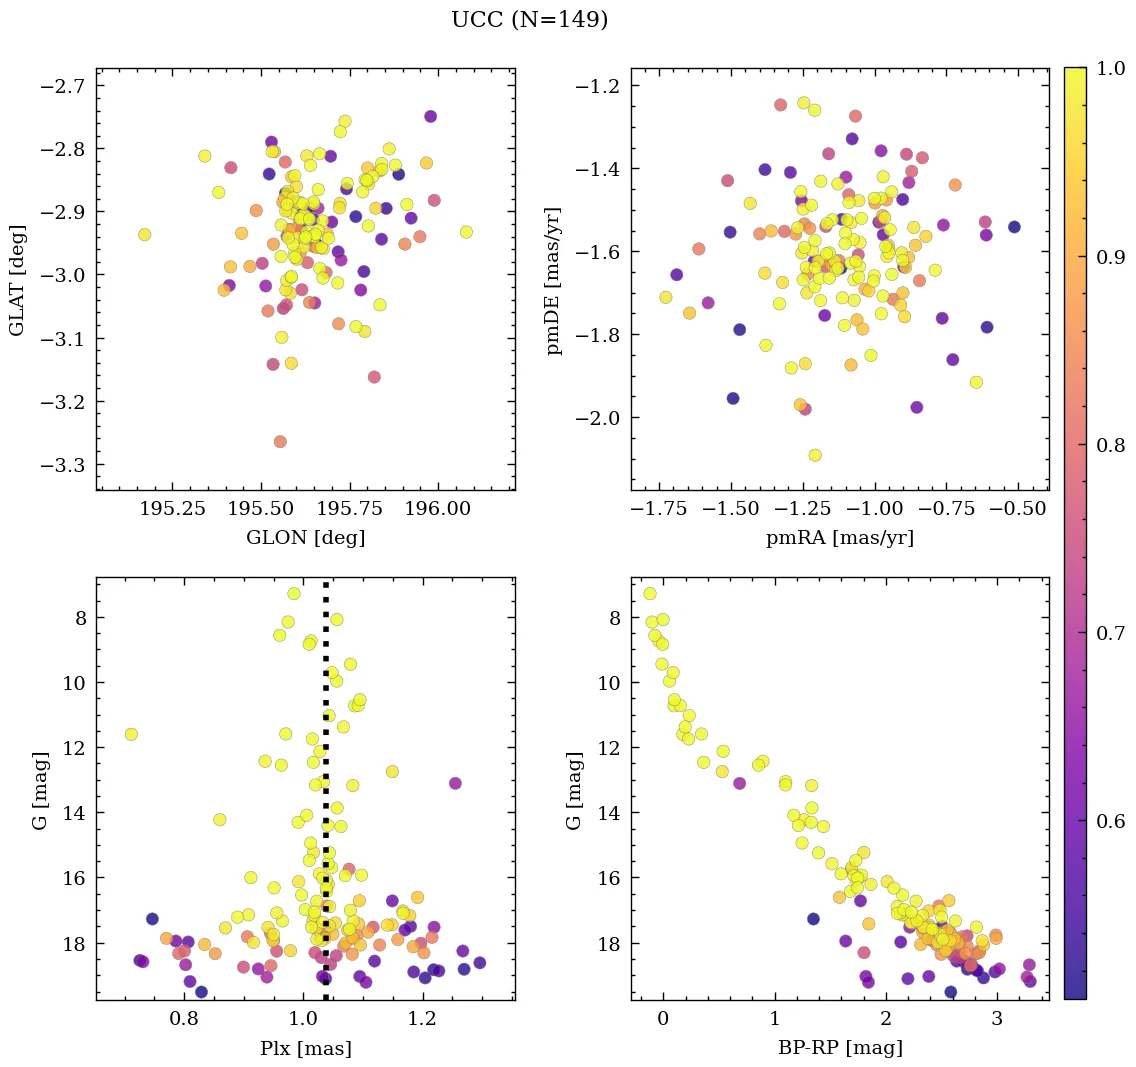 UCC (N=149)
−2.7
−2.8
−2.9
−3.0
−3.1
−3.2
−3.3
GLAT [deg]
195.25 195.50 195.75 196.00
GLON [deg]
−1.2
−1.4
−1.6
−1.8
−2.0
pmDE [mas/yr]
−1.75 −1.50 −1.25 −1.00 −0.75 −0.50
pmRA [mas/yr]
8
10
12
14
16
18
G [mag]
0.8 1.0 1.2
Plx [mas]
8
10
12
14
16
18
G [mag]
0 1 2 3
BP-RP [mag]
1.0
0.9
0.8
0.7
0.6